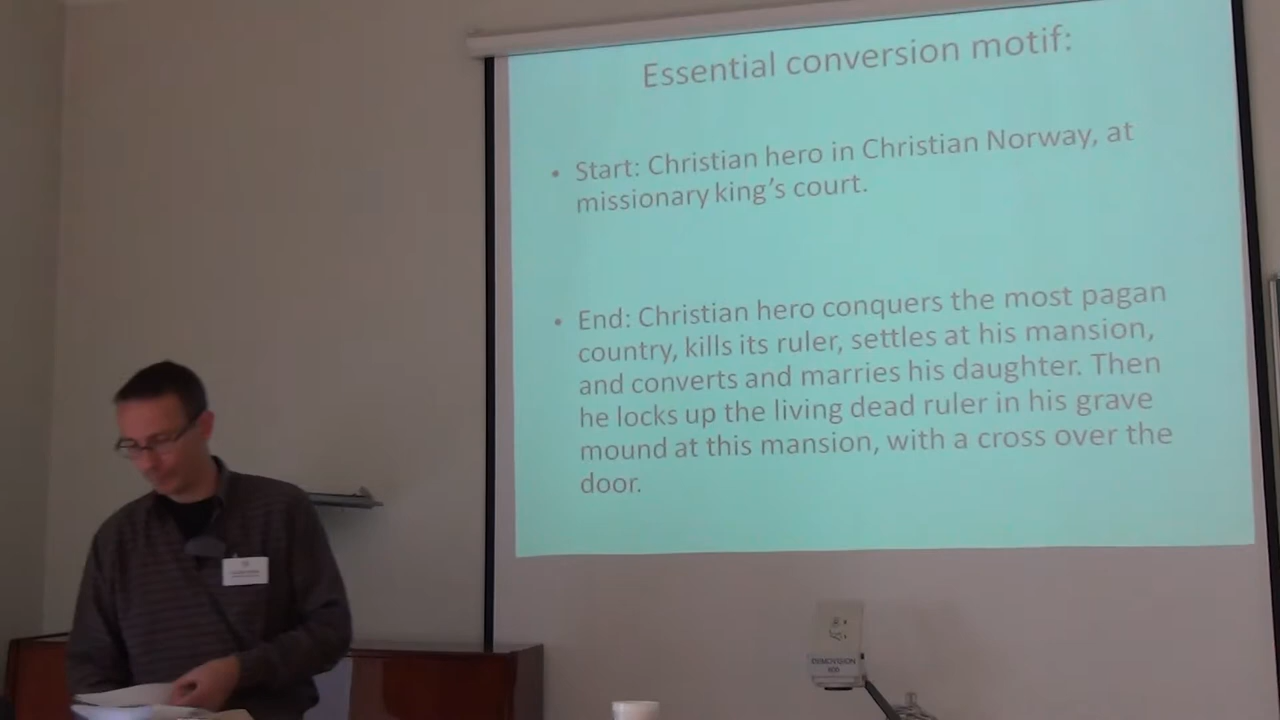 Essential conversion motif:
• Start: Christian hero in Christian Norway, at
missionary king's court.
• End: Christian hero conquers the most pagan
country, kills its ruler, settles at his mansion,
and converts and marries his daughter. Then
he locks up the living dead ruler in his grave
mound at this mansion, with a cross over the
door.